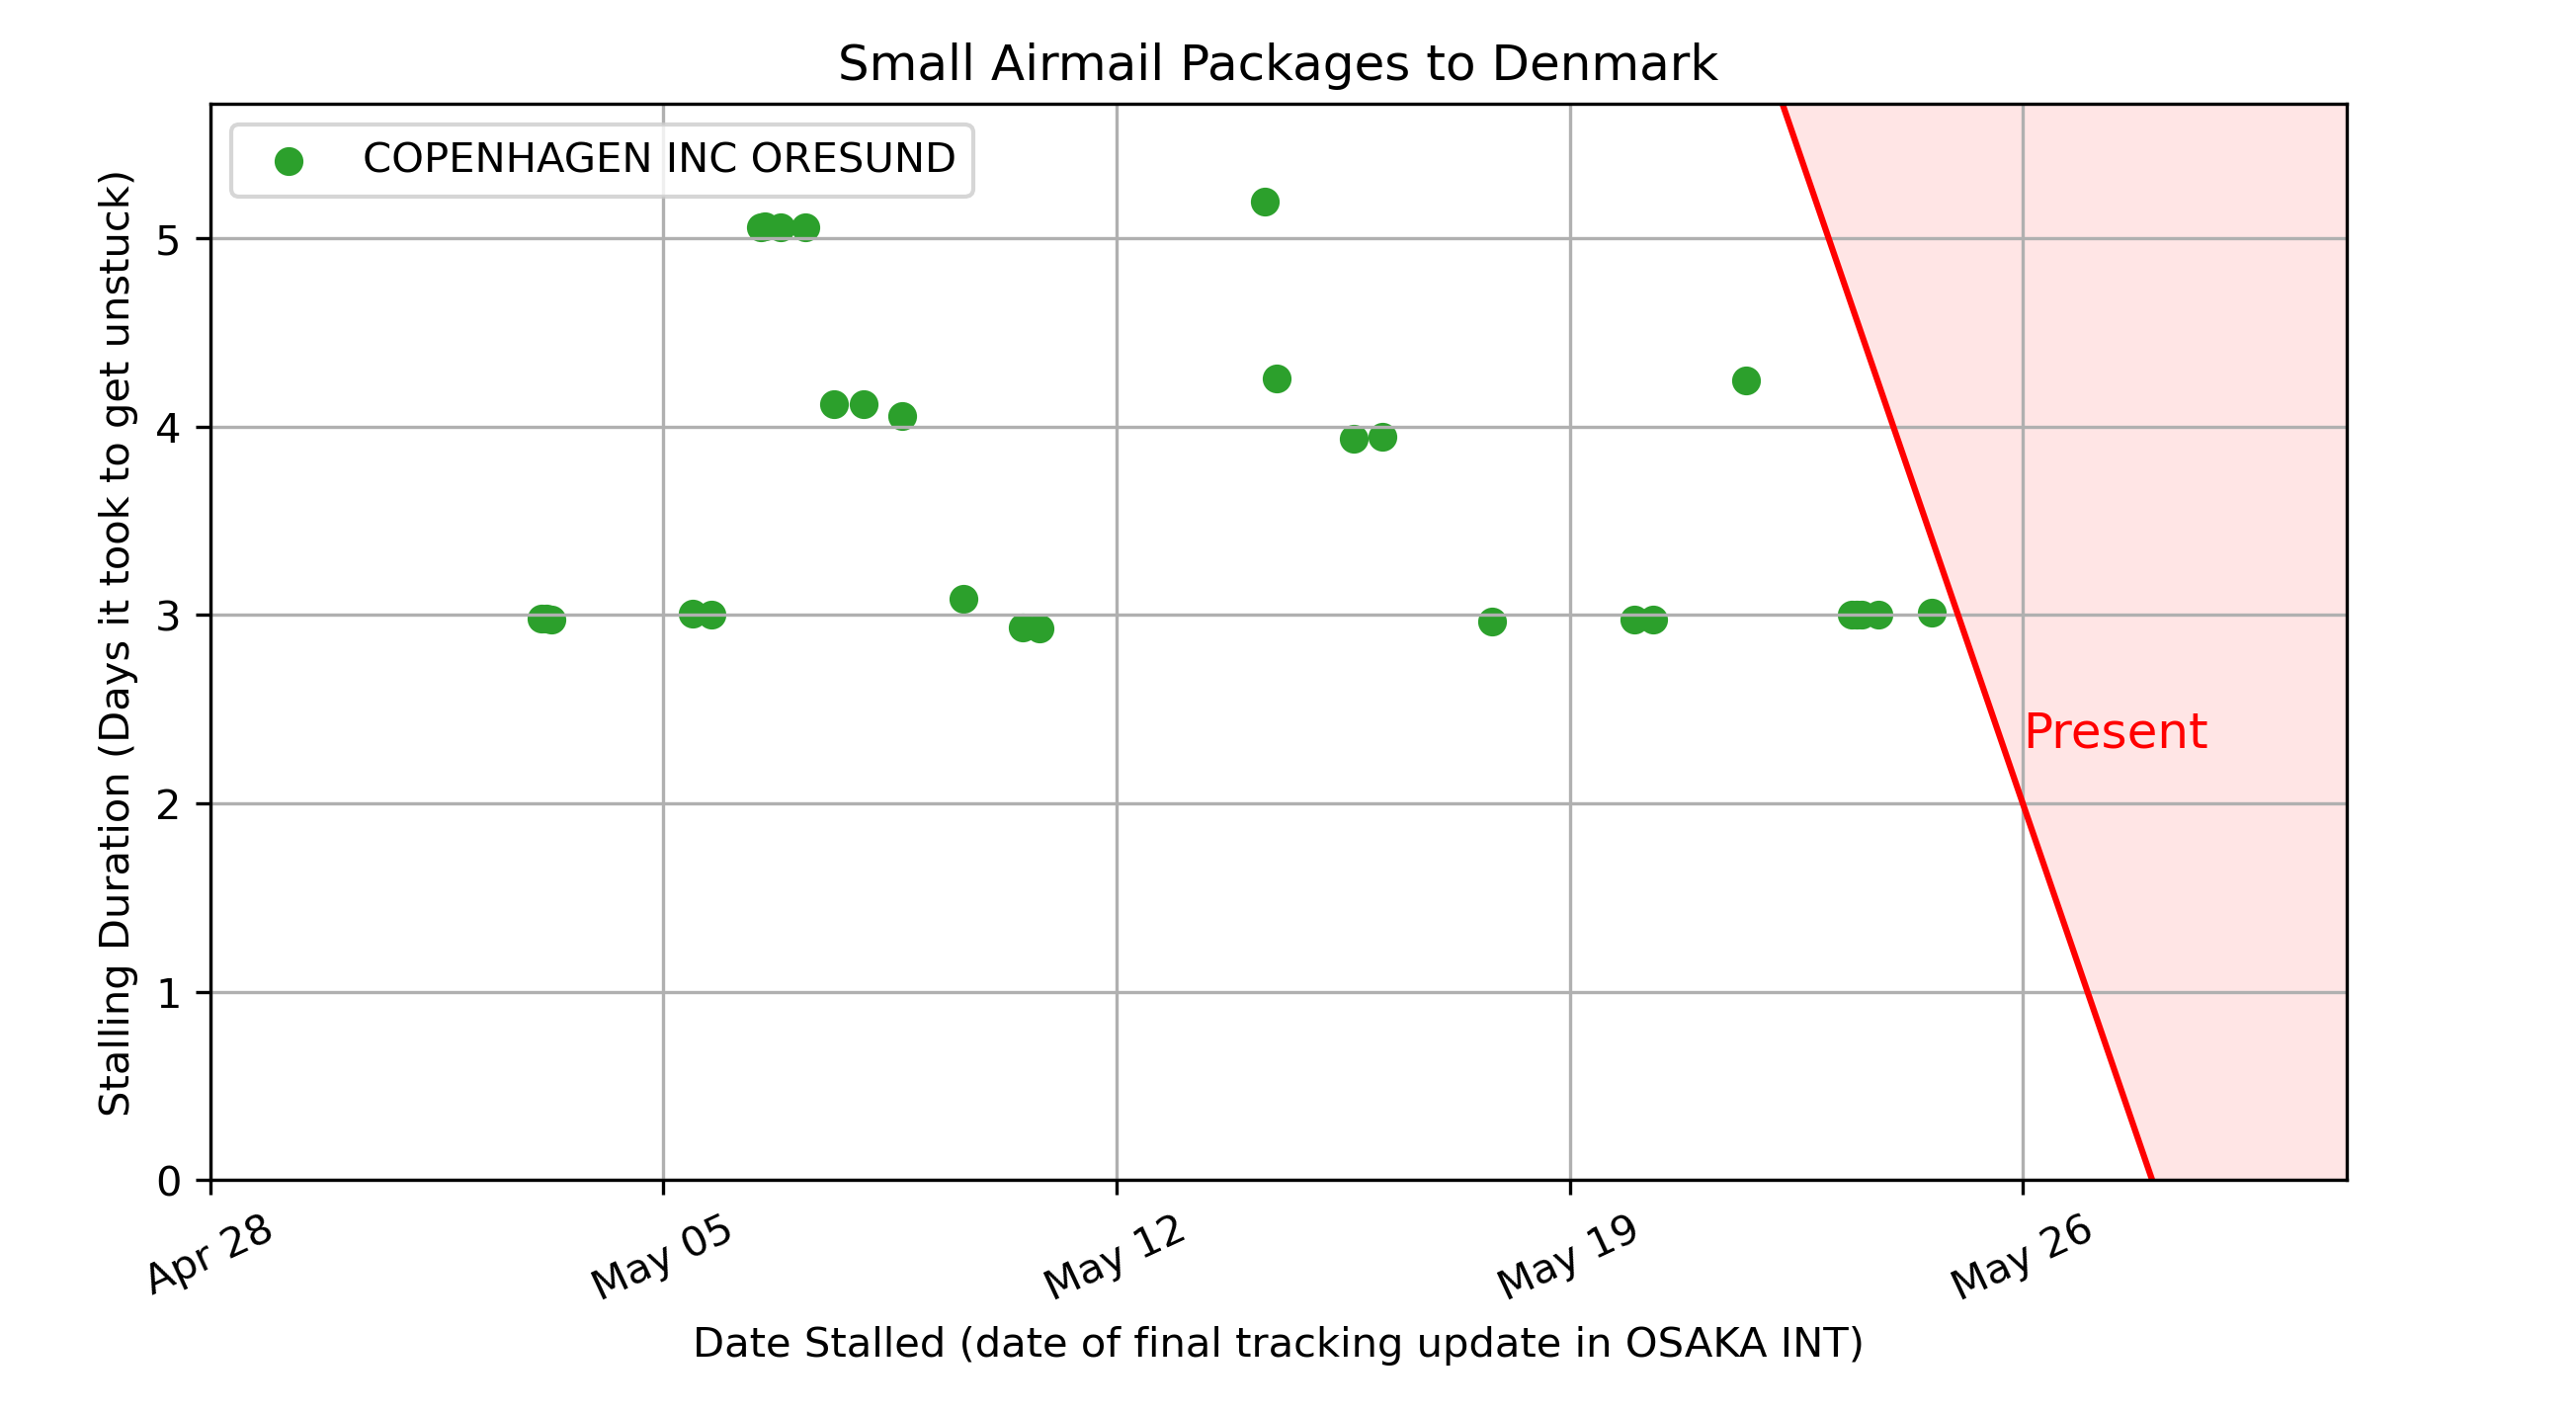 Small Airmail Packages to Denmark
COPENHAGEN INC ORESUND
Stalling Duration (Days it took to get unstuck)
5
4
3
2
1
0
Present
Apr 28
May 05
May 12
May 19
May 26
Date Stalled (date of final tracking update in OSAKA INT)